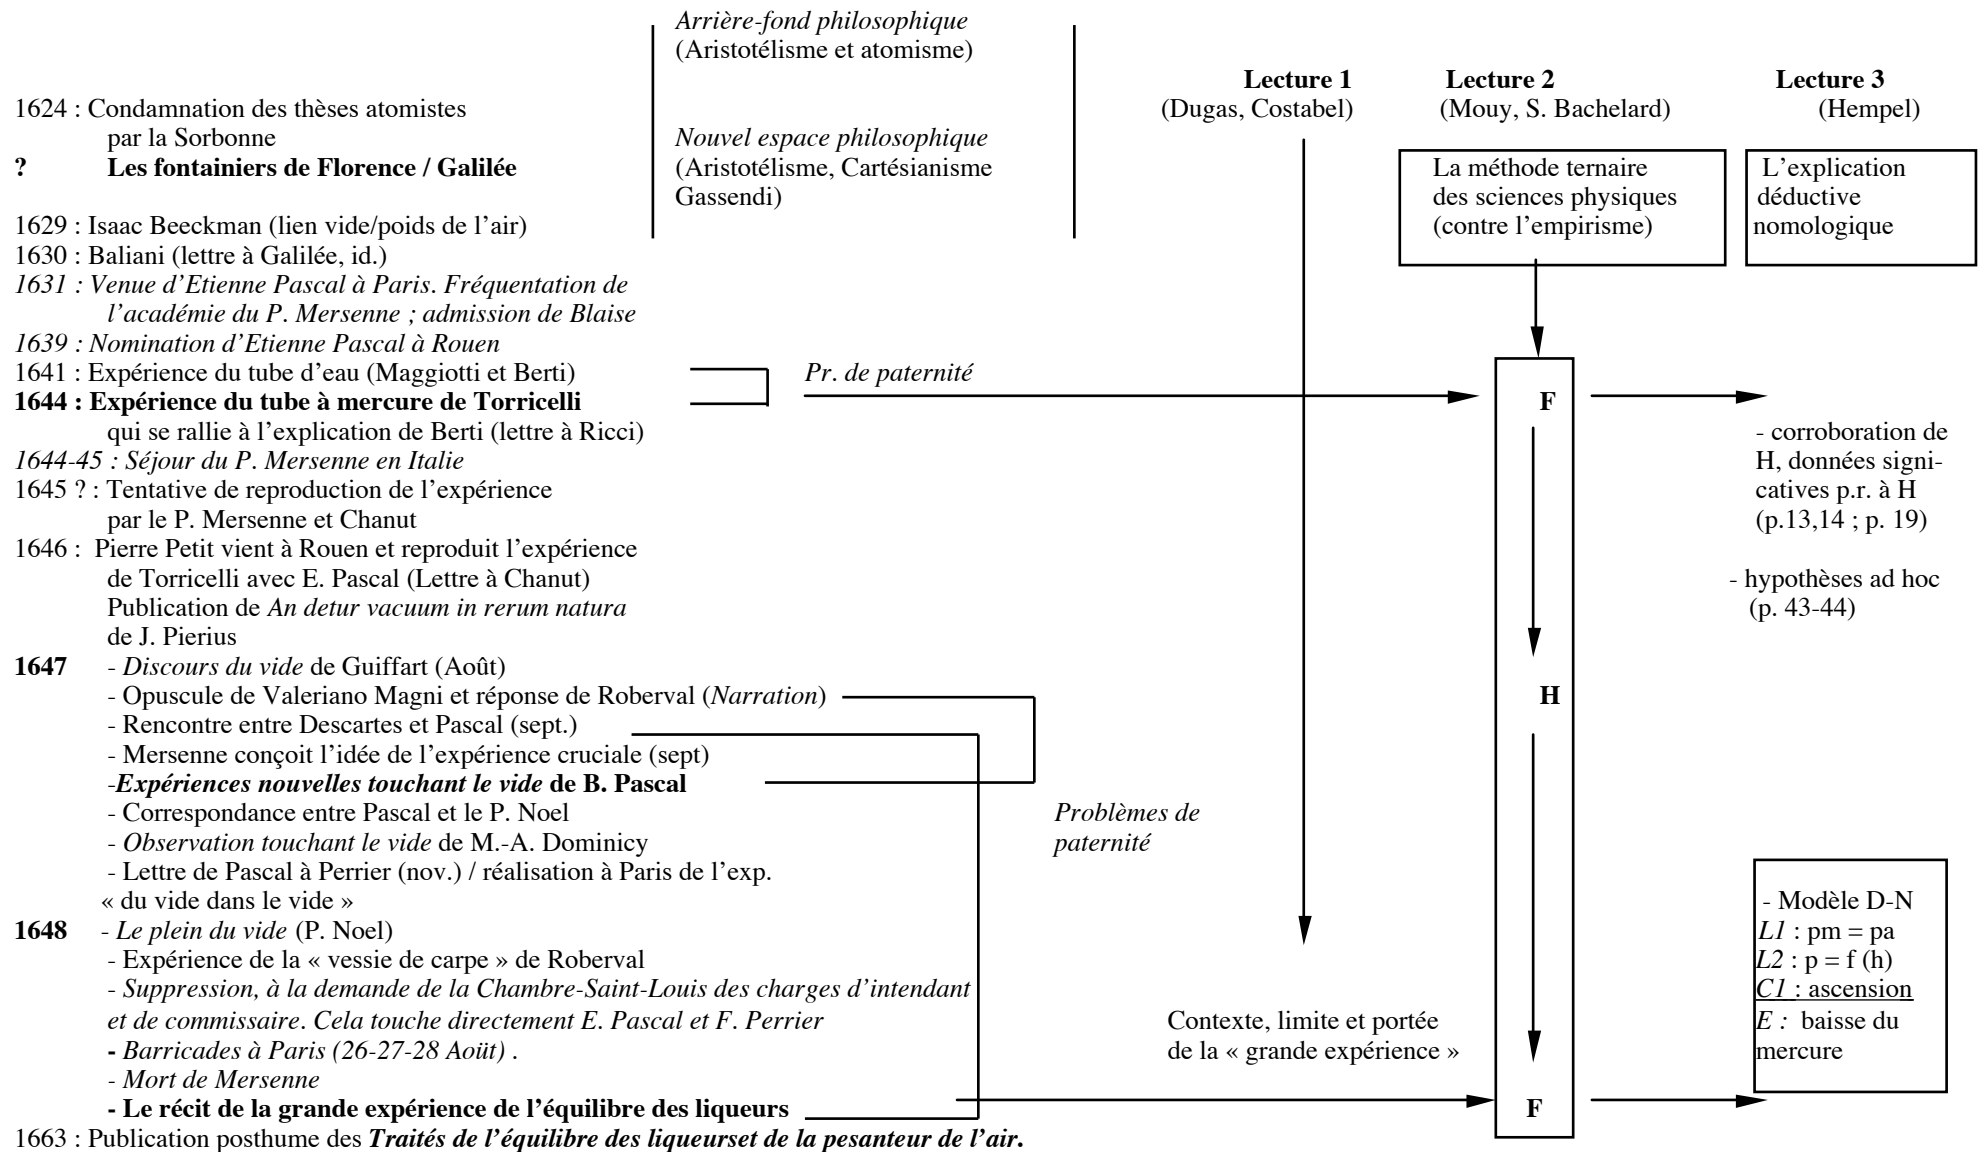 Arrière-fond philosophique
(Aristotélisme et atomisme)
Nouvel espace philosophique
(Aristotélisme, Cartésianisme
Gassendi)
1624 : Condamnation des thèses atomistes
par la Sorbonne
? Les fontainiers de Florence / Galilée
1629 : Isaac Beeckman (lien vide/poids de l’air)
1630 : Baliani (lettre à Galilée, id.)
1631 : Venue d’Etienne Pascal à Paris. Fréquentation de
l’académie du P. Mersenne ; admission de Blaise
1639 : Nomination d’Etienne Pascal à Rouen
1641 : Expérience du tube d’eau (Maggiotti et Berti)
1644 : Expérience du tube à mercure de Torricelli
qui se rallie à l’explication de Berti (lettre à Ricci)
1644-45 : Séjour du P. Mersenne en Italie
1645 ? : Tentative de reproduction de l’expérience
par le P. Mersenne et Chanut
1646 : Pierre Petit vient à Rouen et reproduit l’expérience
de Torricelli avec E. Pascal (Lettre à Chanut)
Publication de An detur vacuum in rerum natura
de J. Pierius
1647 - Discours du vide de Guiffart (Août)
- Opuscule de Valeriano Magni et réponse de Roberval (Narration)
- Rencontre entre Descartes et Pascal (sept.)
- Mersenne conçoit l’idée de l’expérience cruciale (sept)
-Expériences nouvelles touchant le vide de B. Pascal
- Correspondance entre Pascal et le P. Noel
- Observation touchant le vide de M.-A. Dominicy
- Lettre de Pascal à Perrier (nov.) / réalisation à Paris de l’exp.
« du vide dans le vide »
1648 - Le plein du vide (P. Noel)
- Expérience de la « vessie de carpe » de Roberval
- Suppression, à la demande de la Chambre-Saint-Louis des charges d’intendant
et de commissaire. Cela touche directement E. Pascal et F. Perrier
- Barricades à Paris (26-27-28 Aoüt) .
- Mort de Mersenne
- Le récit de la grande expérience de l’équilibre des liqueurs
1663 : Publication posthume des Traités de l’équilibre des liqueurset de la pesanteur de l’air.
Pr. de paternité
Problèmes de
paternité
Lecture 1
(Dugas, Costabel)
Contexte, limite et portée
de la « grande expérience »
Lecture 2
(Mouy, S. Bachelard)
La méthode ternaire
des sciences physiques
(contre l’empirisme)
F
H
F
Lecture 3
(Hempel)
L’explication
déductive
nomologique
- corroboration de
H, données signi-
catives p.r. à H
(p.13,14 ; p. 19)
- hypothèses ad hoc
(p. 43-44)
- Modèle D-N
L1 : pm = pa
L2 : p = f (h)
C1 : ascension
E : baisse du
mercure